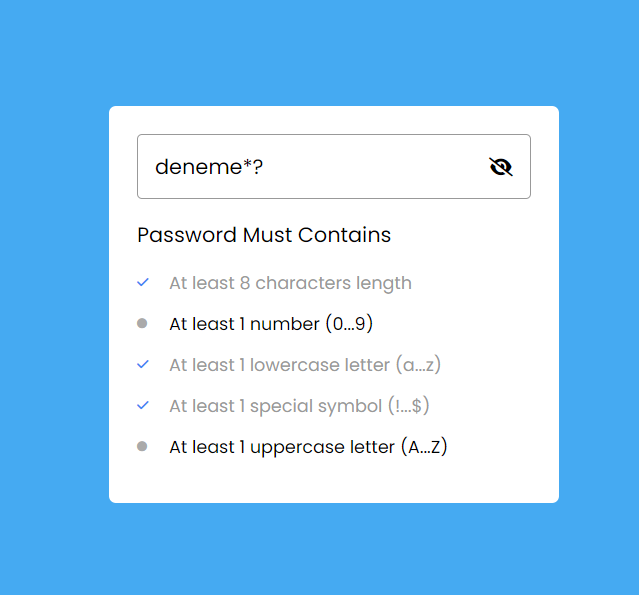 deneme*?
Password Must Contains
At least 8 characters length
At least 1 number (0...9)
At least 1 lowercase letter (a...z)
At least 1 special symbol (!...$)
At least 1 uppercase letter (A...Z)